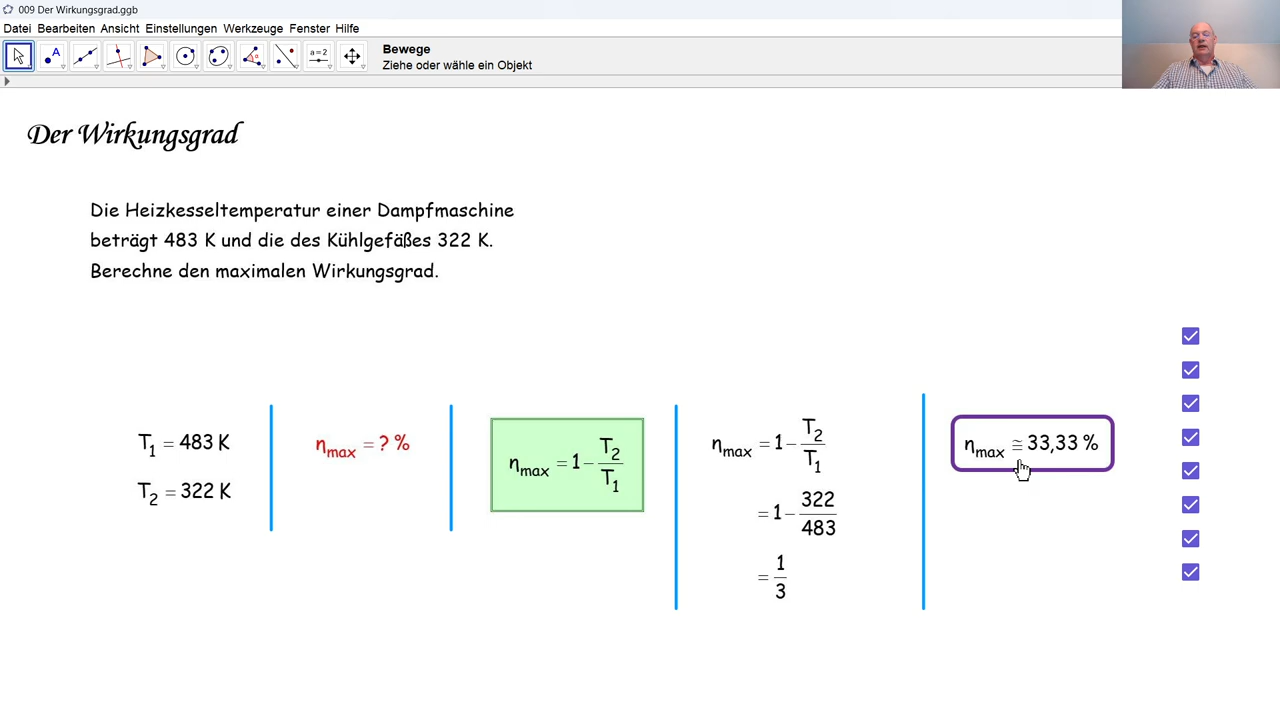 009 Der Wirkungsgrad.ggb
Datei Bearbeiten Ansicht Einstellungen Werkzeuge Fenster Hilfe
A
a=2
Bewege
Ziehe oder wähle ein Objekt
Der Wirkungsgrad
Die Heizkesseltemperatur einer Dampfmaschine
beträgt 483 K und die des Kühlgefäßes 322 K.
Berechne den maximalen Wirkungsgrad.
T₁ = 483 K
T₂ = 322 K
ηmax = ? %
ηmax = 1 – T₂/T₁
ηmax = 1 – T₂/T₁
= 1 – 322/483
= 1/3
ηmax ≅ 33,33 %